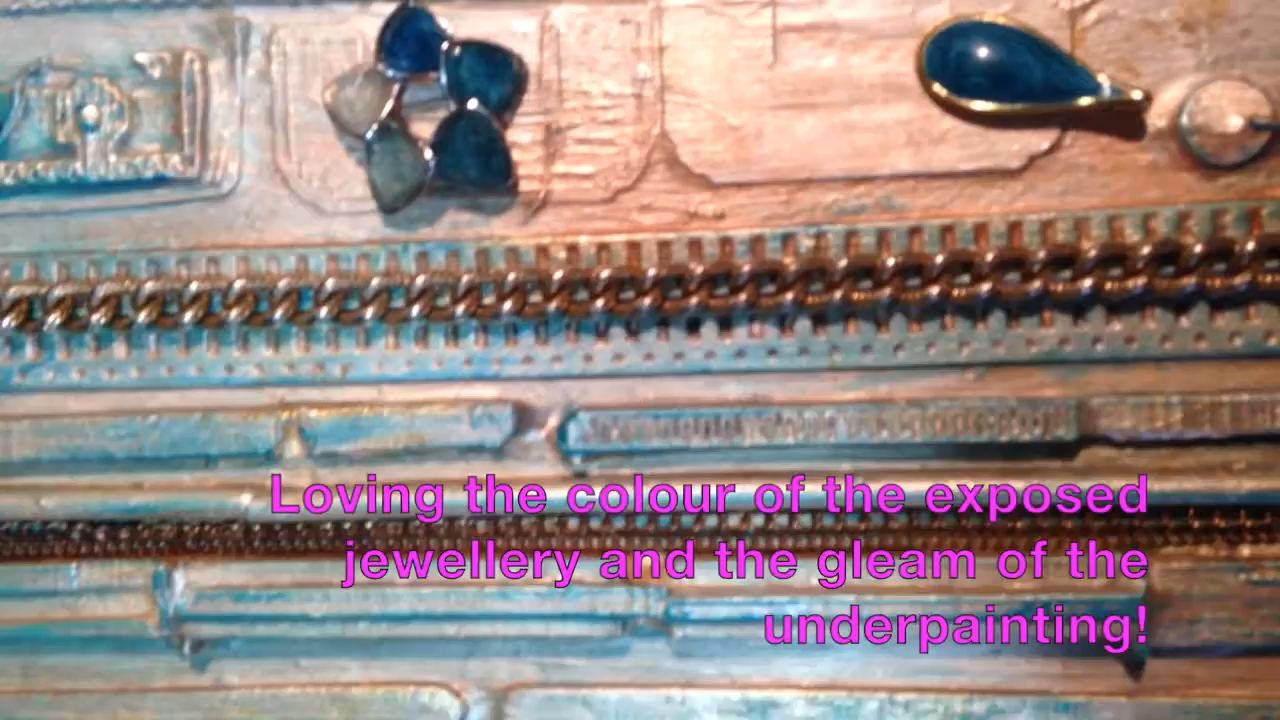 Loving the colour of the exposed
jewellery and the gleam of the
underpainting!